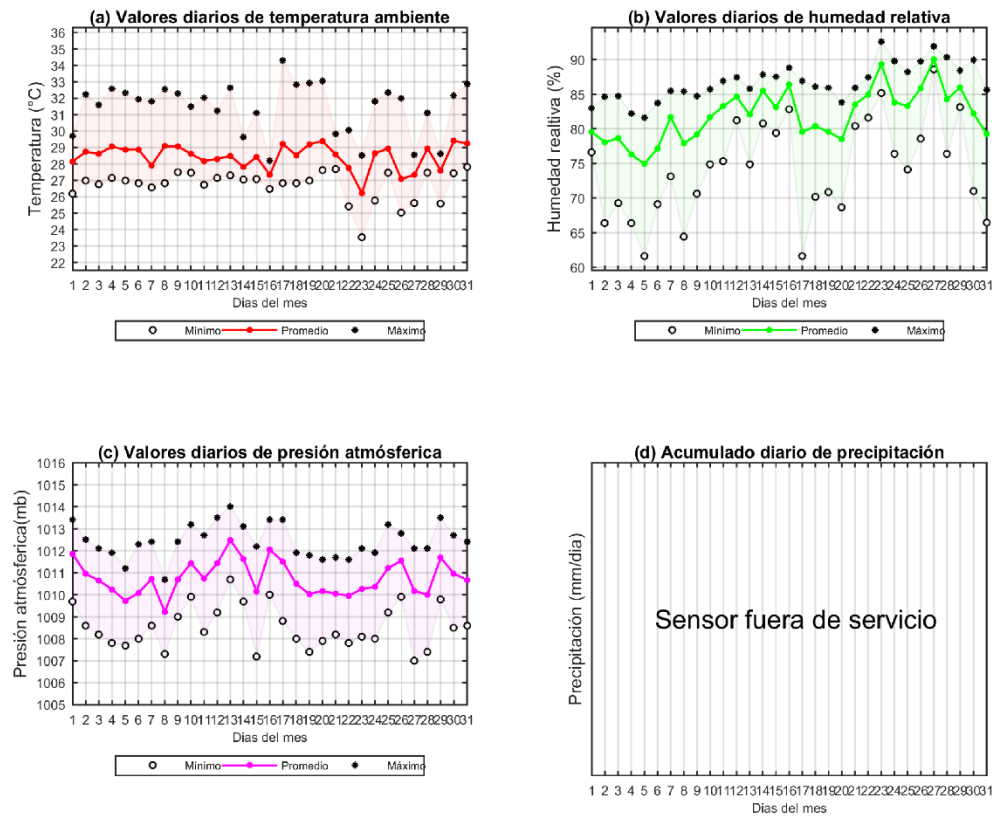 (a) Valores diarios de temperatura ambiente
36
35
34
33
32
31
30
29
28
27
26
25
24
23
22
Temperatura (°C)
1 2 3 4 5 6 7 8 9 10 11 12 13 14 15 16 17 18 19 20 21 22 23 24 25 26 27 28 29 30 31
Dias del mes
Mínimo Promedio Máximo
(b) Valores diarios de humedad relativa
90
85
80
75
70
65
60
Humedad realtiva (%)
1 2 3 4 5 6 7 8 9 10 11 12 13 14 15 16 17 18 19 20 21 22 23 24 25 26 27 28 29 30 31
Dias del mes
Mínimo Promedio Máximo
(c) Valores diarios de presión atmósferica
1016
1015
1014
1013
1012
1011
1010
1009
1008
1007
1006
1005
Presión atmósferica(mb)
1 2 3 4 5 6 7 8 9 10 11 12 13 14 15 16 17 18 19 20 21 22 23 24 25 26 27 28 29 30 31
Dias del mes
Mínimo Promedio Máximo
(d) Acumulado diario de precipitación
Precipitación (mm/dia)
Sensor fuera de servicio
1 2 3 4 5 6 7 8 9 10 11 12 13 14 15 16 17 18 19 20 21 22 23 24 25 26 27 28 29 30 31
Dias del mes